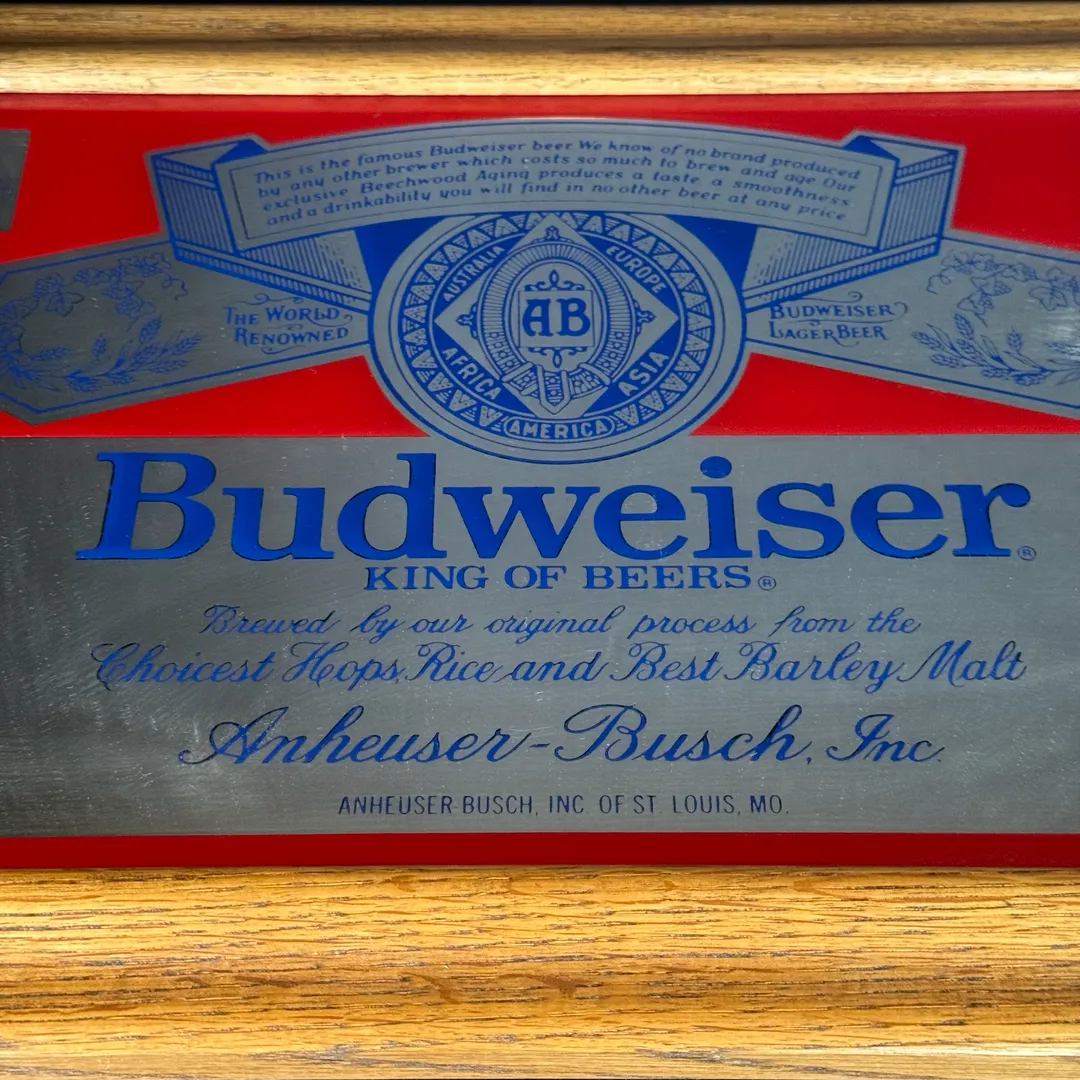 This is the famous Budweiser beer We know of no brand produced
by any other brewer which costs so much to brew and age Our
exclusive Beechwood Aging produces a taste a smoothness
and a drinkability you will find in no other beer at any price
THE WORLD
RENOWNED
AUSTRALIA
EUROPE
AB
AFRICA
ASIA
AMERICA
BUDWEISER
LAGER BEER
Budweiser®
KING OF BEERS®
Brewed by our original process from the
Choicest Hops, Rice and Best Barley Malt
Anheuser-Busch, Inc.
ANHEUSER-BUSCH, INC. OF ST. LOUIS, MO.